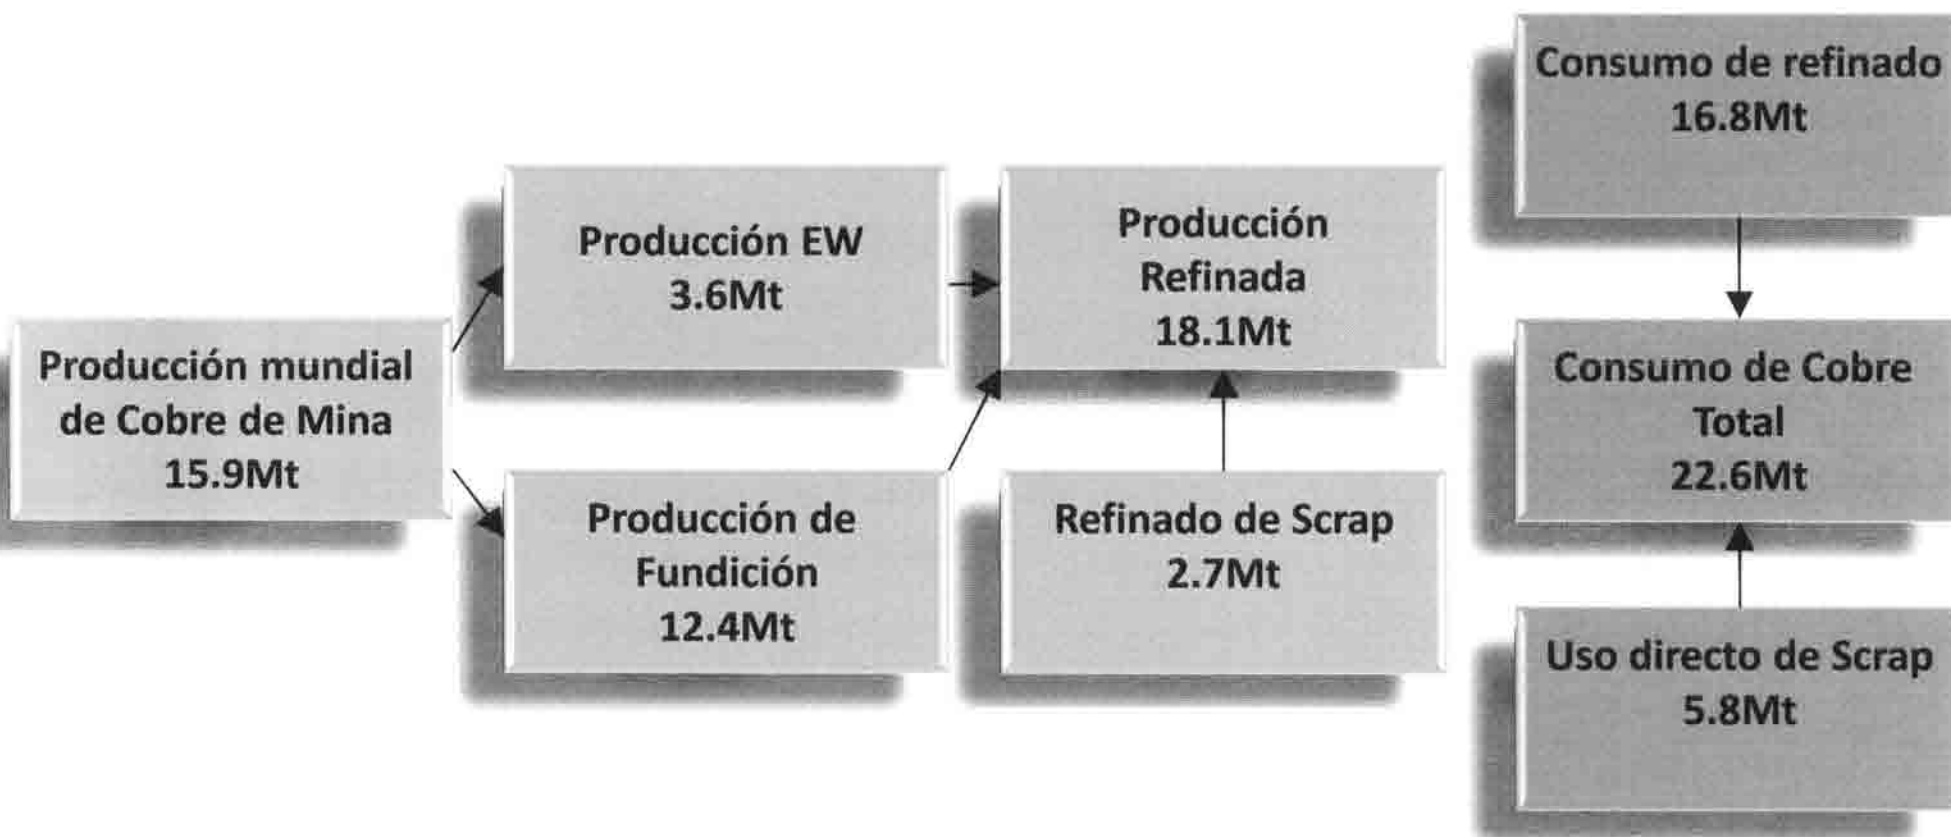 Producción mundial
de Cobre de Mina
15.9Mt
Producción EW
3.6Mt
Producción de
Fundición
12.4Mt
Producción
Refinada
18.1Mt
Refinado de Scrap
2.7Mt
Consumo de refinado
16.8Mt
Consumo de Cobre
Total
22.6Mt
Uso directo de Scrap
5.8Mt